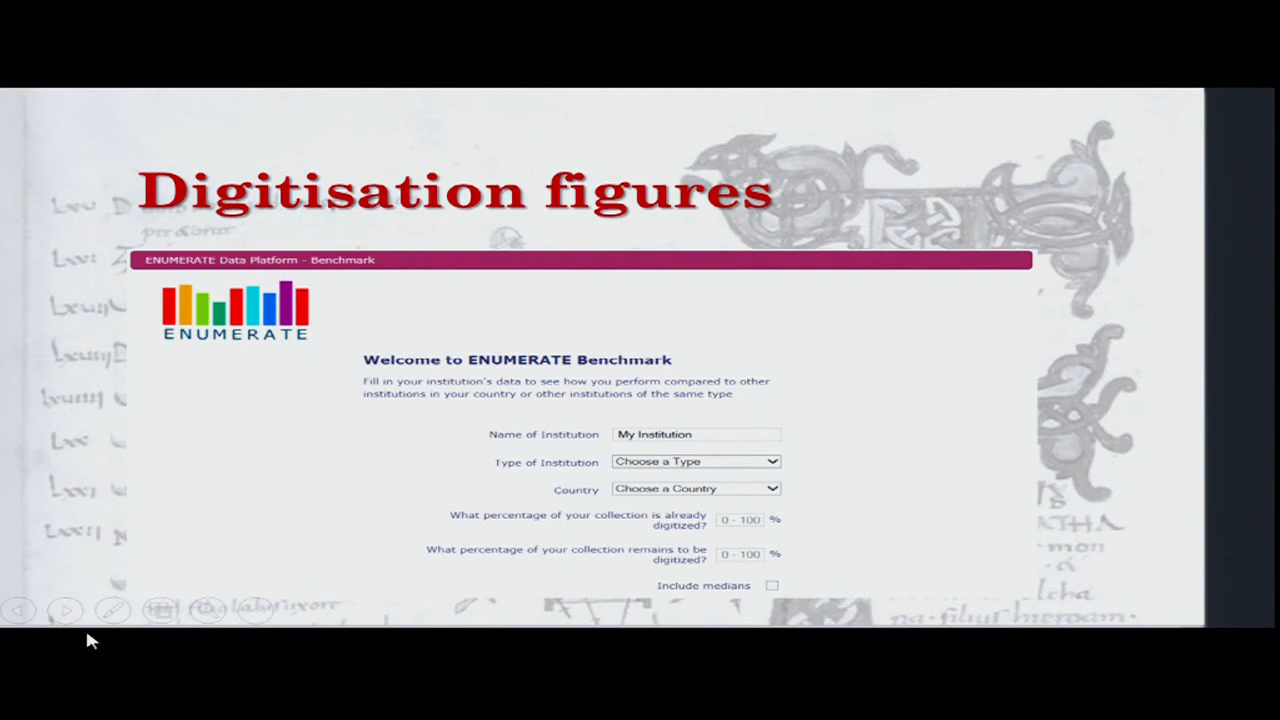 Digitisation figures
ENUMERATE Data Platform - Benchmark
ENUMERATE
Welcome to ENUMERATE Benchmark
Fill in your institution's data to see how you perform compared to other
institutions in your country or other institutions of the same type
Name of Institution My Institution
Type of Institution Choose a Type
Country Choose a Country
What percentage of your collection is already
digitized? 0 - 100 %
What percentage of your collection remains to be
digitized? 0 - 100 %
Include medians